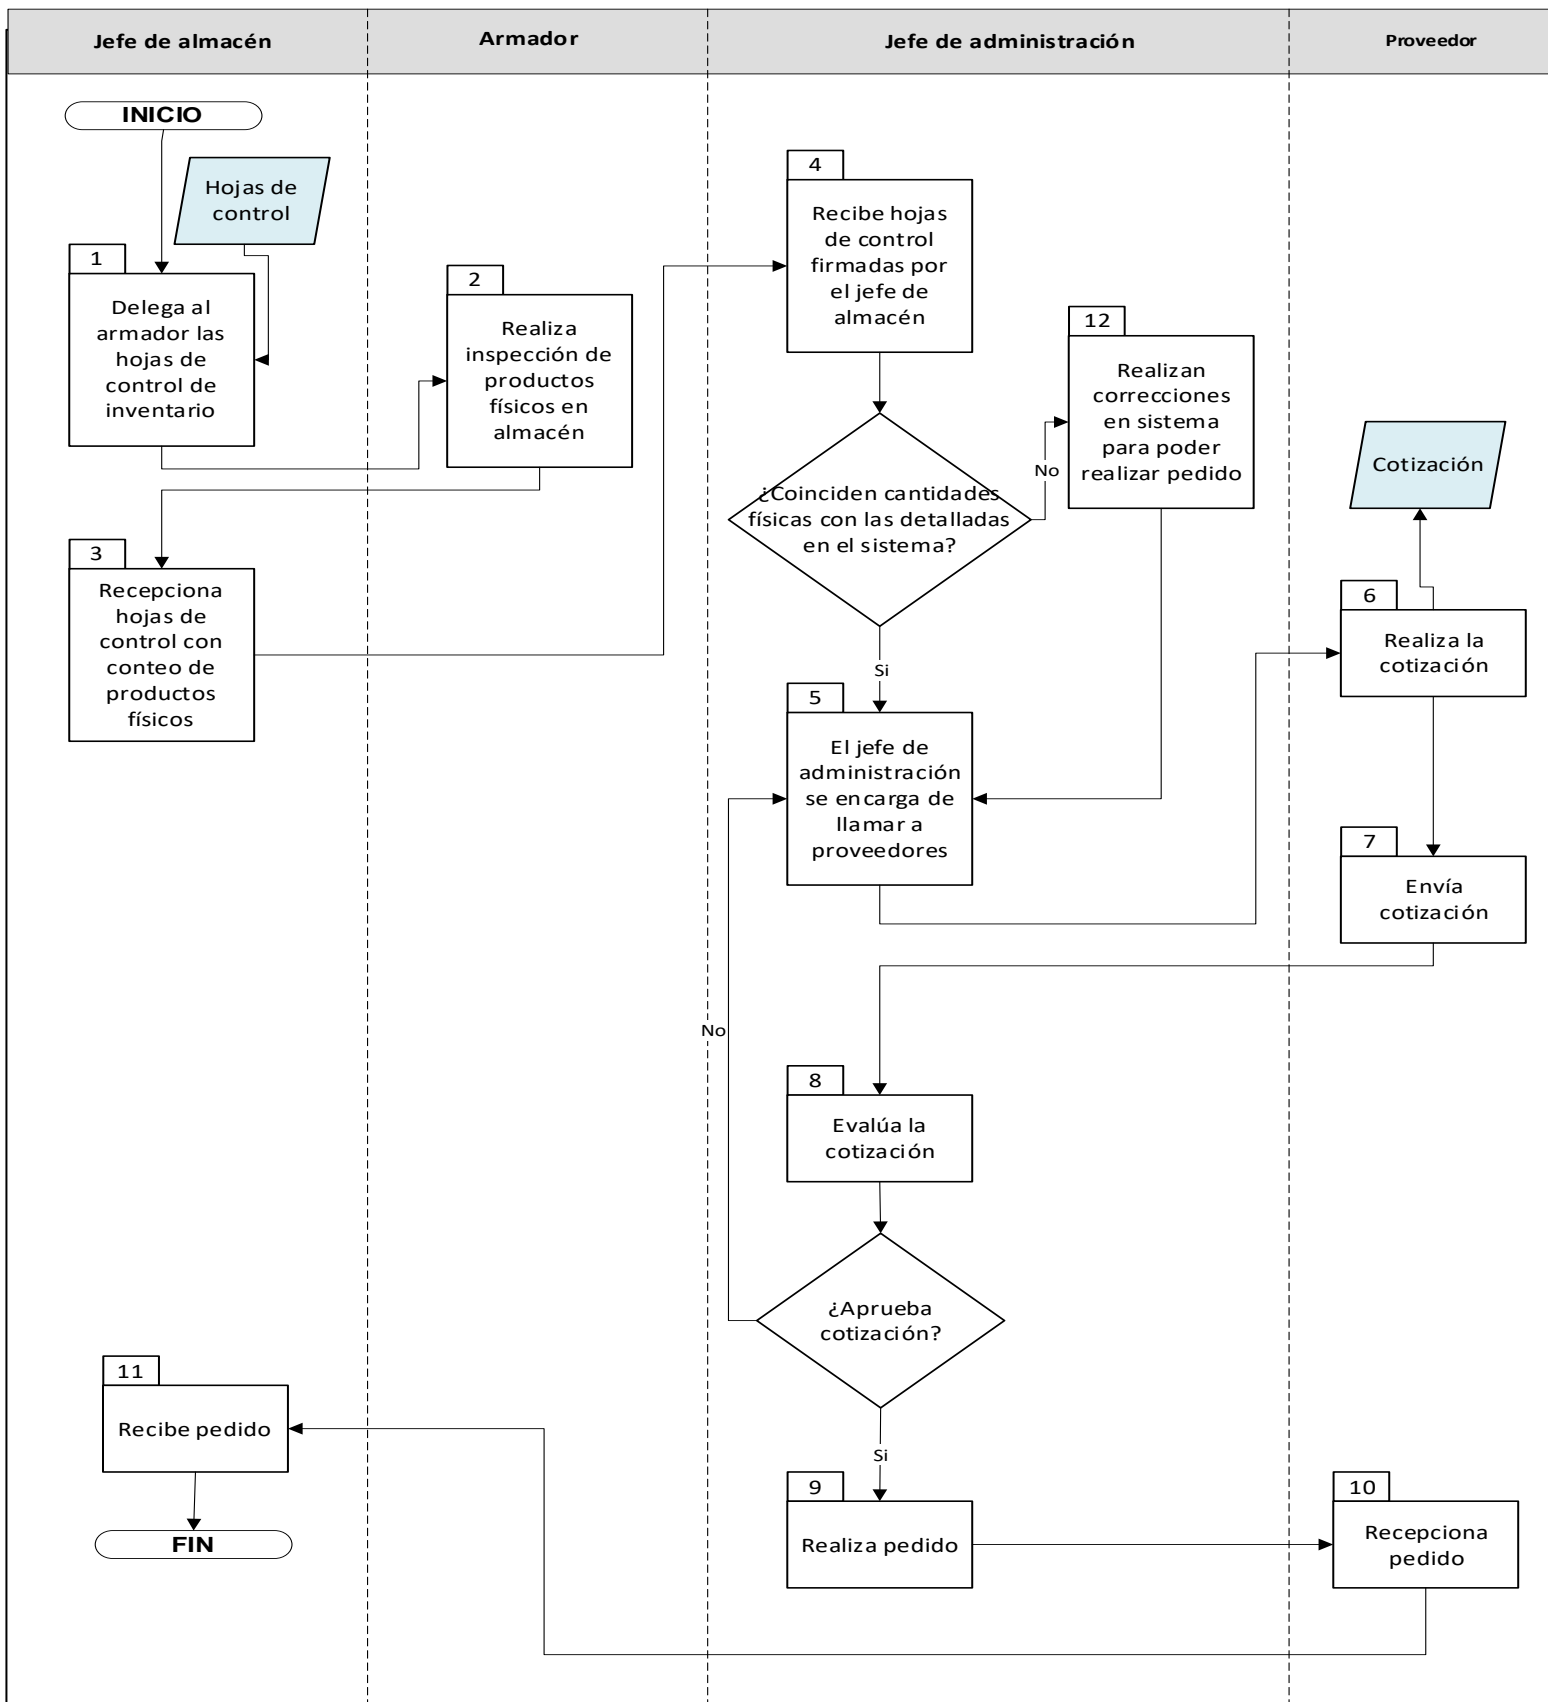 Jefe de almacén
Armador
Jefe de administración
Proveedor
INICIO
Hojas de
control
1
Delega al
armador las
hojas de
control de
inventario
2
Realiza
inspección de
productos
físicos en
almacén
3
Recepciona
hojas de
control con
conteo de
productos
físicos
4
Recibe hojas
de control
firmadas por
el jefe de
almacén
12
Realizan
correcciones
en sistema
para poder
realizar pedido
¿Coinciden cantidades
físicas con las detalladas
en el sistema?
No
Si
Cotización
5
El jefe de
administración
se encarga de
llamar a
proveedores
6
Realiza la
cotización
7
Envía
cotización
No
8
Evalúa la
cotización
¿Aprueba
cotización?
Si
9
Realiza pedido
10
Recepciona
pedido
11
Recibe pedido
FIN